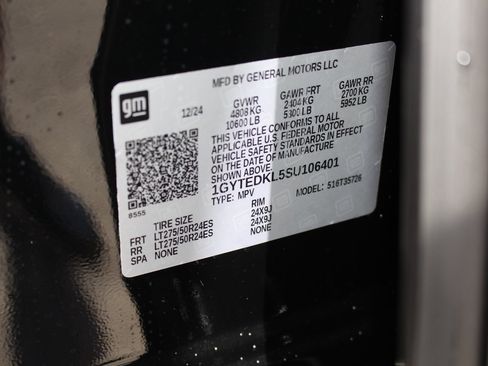 MFD BY GENERAL MOTORS LLC
gm
12/24 GVWR GAWR FRT GAWR RR
4808 KG 2404 KG 2700 KG
10600 LB 5300 LB 5952 LB
THIS VEHICLE CONFORMS TO ALL
APPLICABLE U.S. FEDERAL MOTOR
VEHICLE SAFETY STANDARDS IN EFFECT
ON THE DATE OF MANUFACTURE
SHOWN ABOVE.
1GYTEDKL5SU106401
TYPE: MPV MODEL: 516T35726
8555
TIRE SIZE RIM
FRT LT275/50R24ES 24X9J
RR LT275/50R24ES 24X9J
SPA NONE NONE